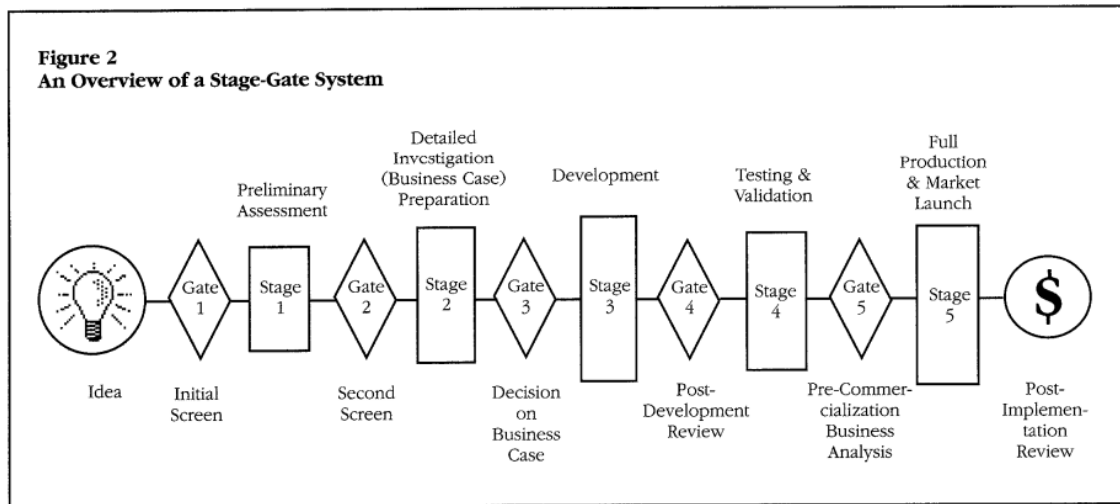 Figure 2
An Overview of a Stage-Gate System
Preliminary
Assessment
Detailed
Investigation
(Business Case)
Preparation
Development
Testing &
Validation
Full
Production
& Market
Launch
Gate
1
Stage
1
Gate
2
Stage
2
Gate
3
Stage
3
Gate
4
Stage
4
Gate
5
Stage
5
$
Idea
Initial
Screen
Second
Screen
Decision
on
Business
Case
Post-
Development
Review
Pre-Commer-
cialization
Business
Analysis
Post-
Implemen-
tation
Review